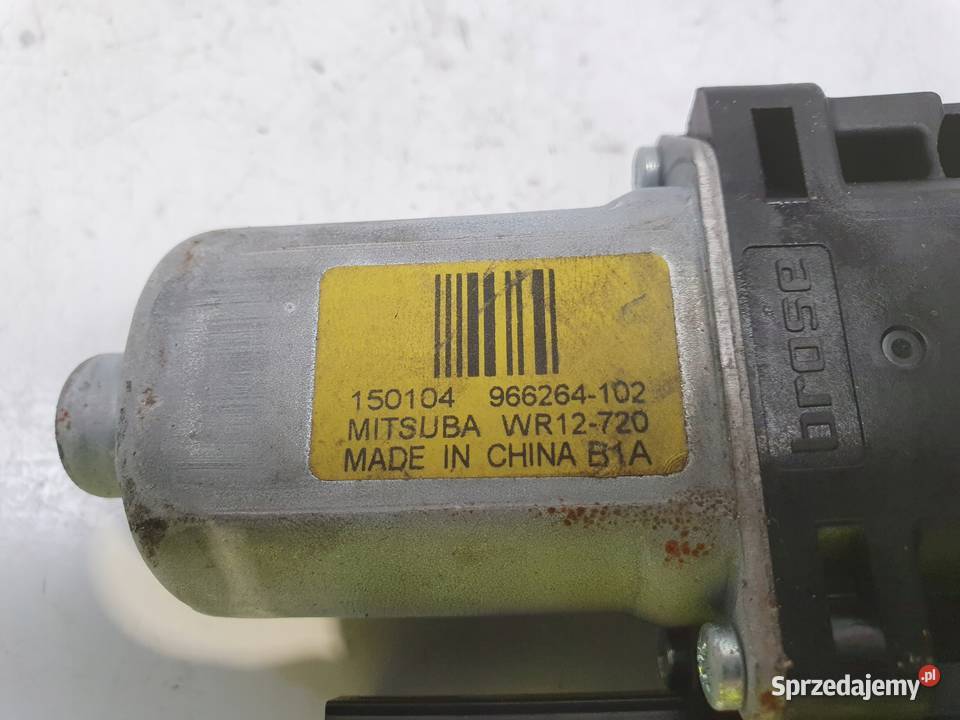 150104 966264-102
MITSUBA WR12-720
MADE IN CHINA B1A
brose
Sprzedajemy.pl